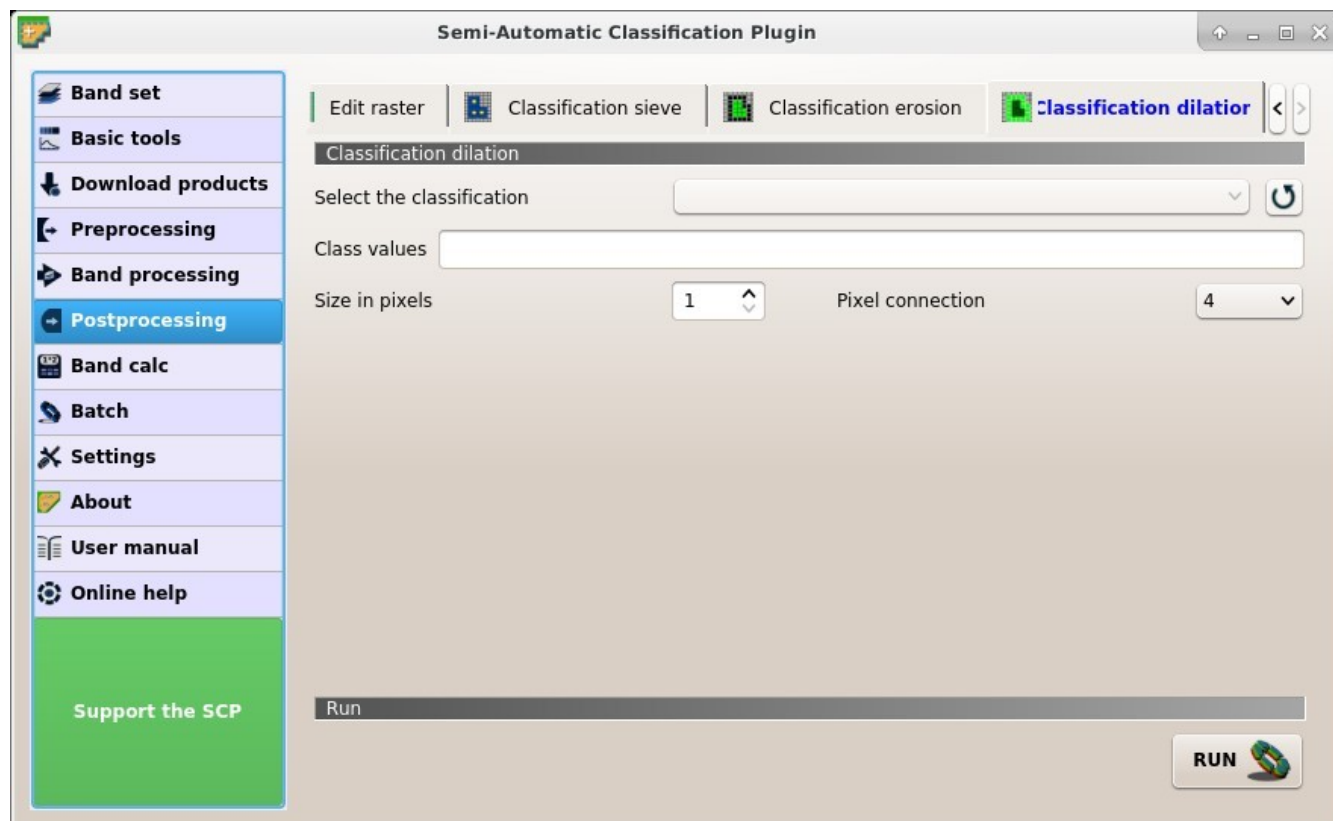 Semi-Automatic Classification Plugin
Band set
Basic tools
Download products
Preprocessing
Band processing
Postprocessing
Band calc
Batch
Settings
About
User manual
Online help
Support the SCP
Edit raster
Classification sieve
Classification erosion
Classification dilation
Classification dilation
Select the classification
Class values
Size in pixels 1 Pixel connection 4
Run
RUN